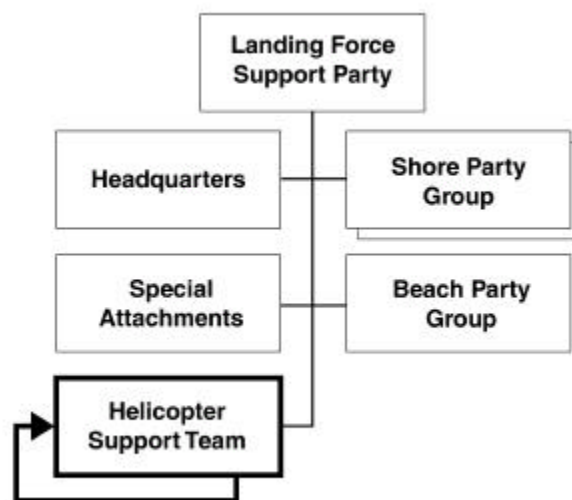 Landing Force
Support Party
Headquarters
Shore Party
Group
Special
Attachments
Beach Party
Group
Helicopter
Support Team